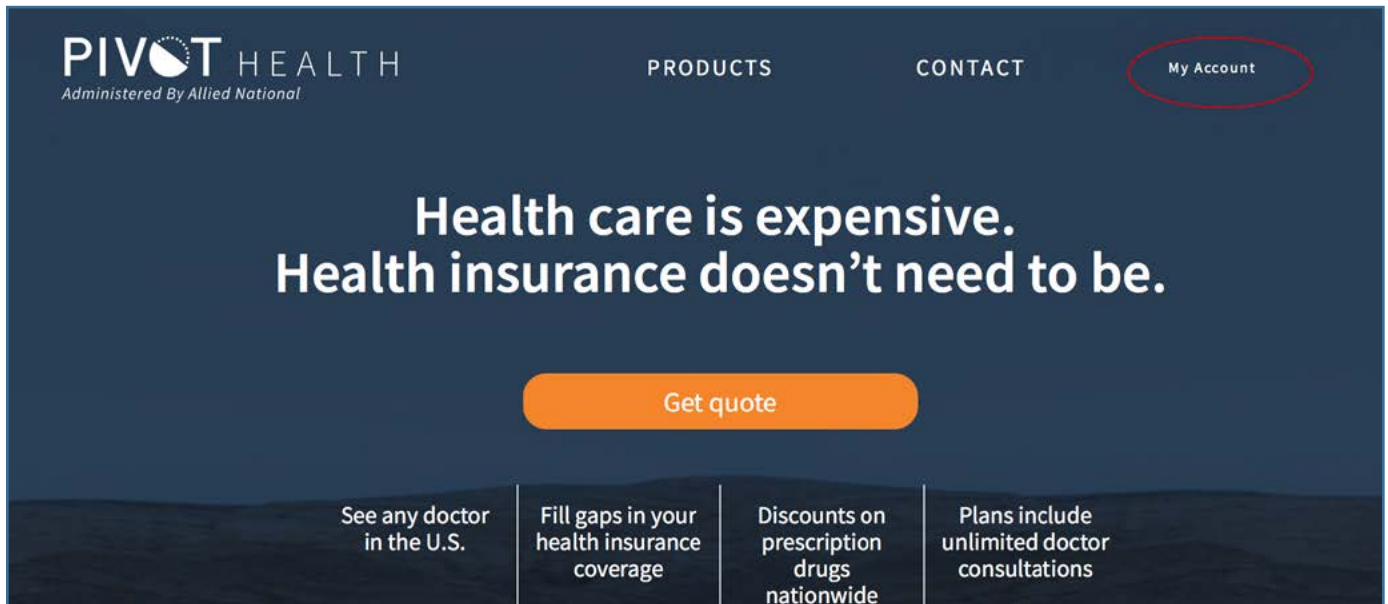 PIVOT HEALTH
Administered By Allied National
PRODUCTS
CONTACT
My Account
Health care is expensive.
Health insurance doesn’t need to be.
Get quote
See any doctor
in the U.S.
Fill gaps in your
health insurance
coverage
Discounts on
prescription
drugs
nationwide
Plans include
unlimited doctor
consultations